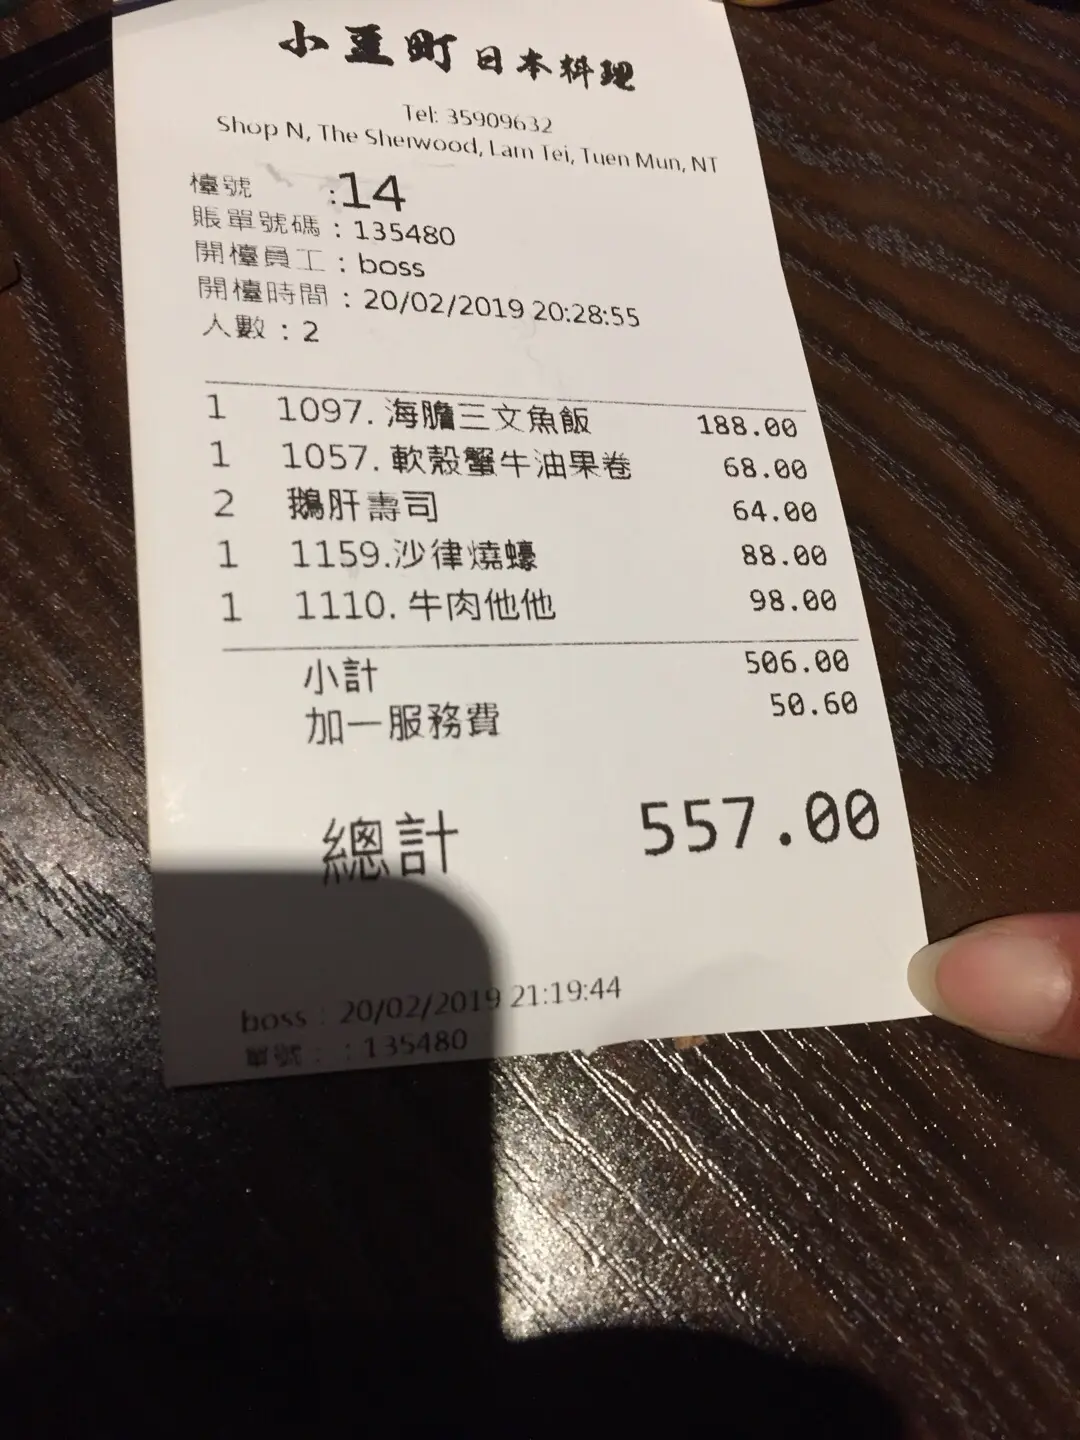 小豆町 日本料理
Tel: 35909632
Shop N, The Sherwood, Lam Tei, Tuen Mun, NT
檯號 :14
賬單號碼 : 135480
開檯員工 : boss
開檯時間 : 20/02/2019 20:28:55
人數 : 2
1 1097. 海膽三文魚飯 188.00
1 1057. 軟殼蟹牛油果卷 68.00
2 鵝肝壽司 64.00
1 1159.沙律燒蠔 88.00
1 1110. 牛肉他他 98.00
小計 506.00
加一服務費 50.60
總計 557.00
boss : 20/02/2019 21:19:44
單號 : : 135480